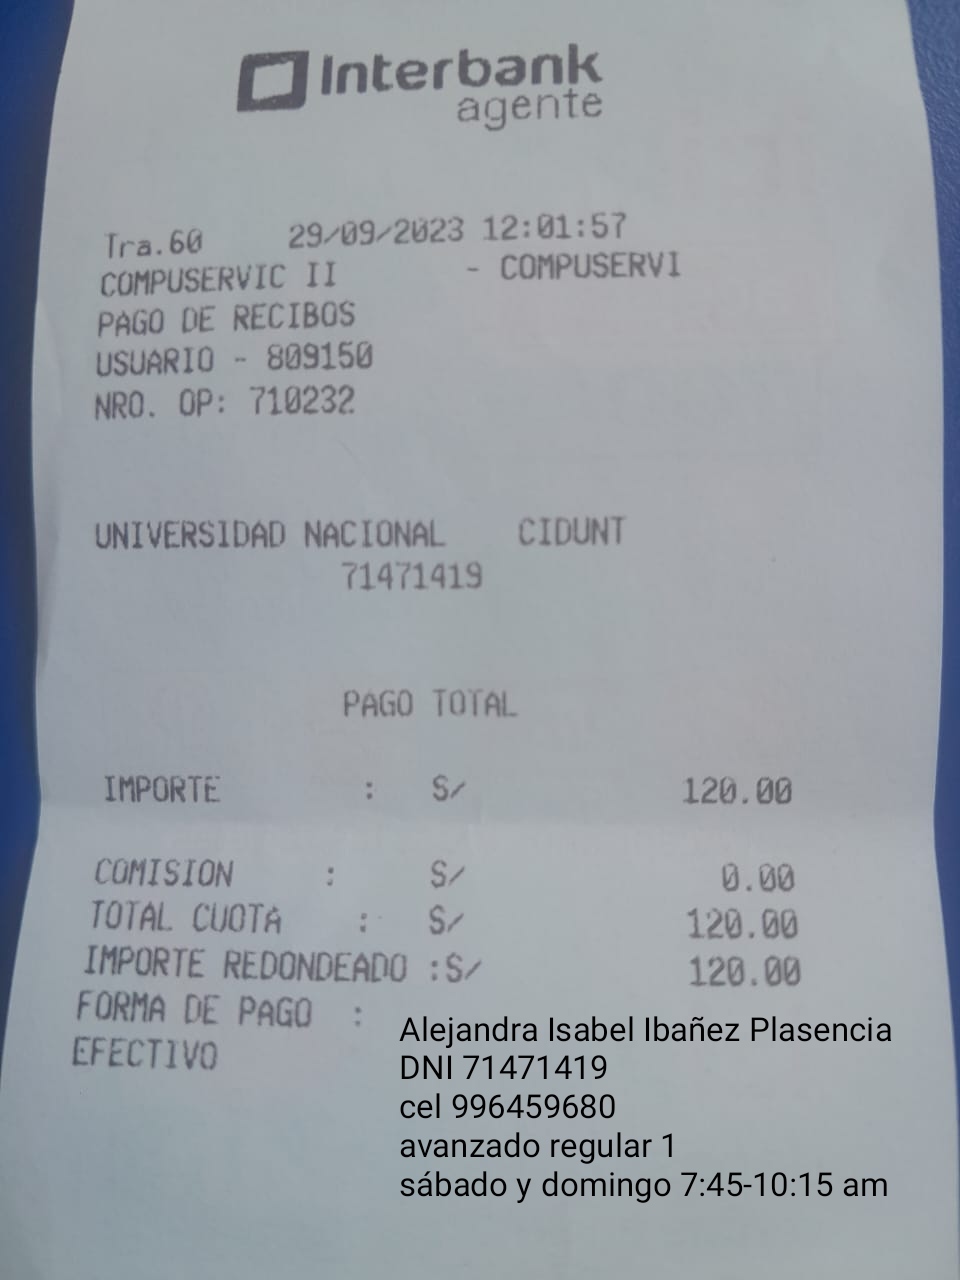 Interbank
agente
Tra.60 29/09/2023 12:01:57
COMPUSERVIC II - COMPUSERVI
PAGO DE RECIBOS
USUARIO - 809150
NRO. OP: 710232
UNIVERSIDAD NACIONAL CIDUNT
71471419
PAGO TOTAL
IMPORTE : S/ 120.00
COMISION : S/ 0.00
TOTAL CUOTA : S/ 120.00
IMPORTE REDONDEADO :S/ 120.00
FORMA DE PAGO :
EFECTIVO
Alejandra Isabel Ibañez Plasencia
DNI 71471419
cel 996459680
avanzado regular 1
sábado y domingo 7:45-10:15 am